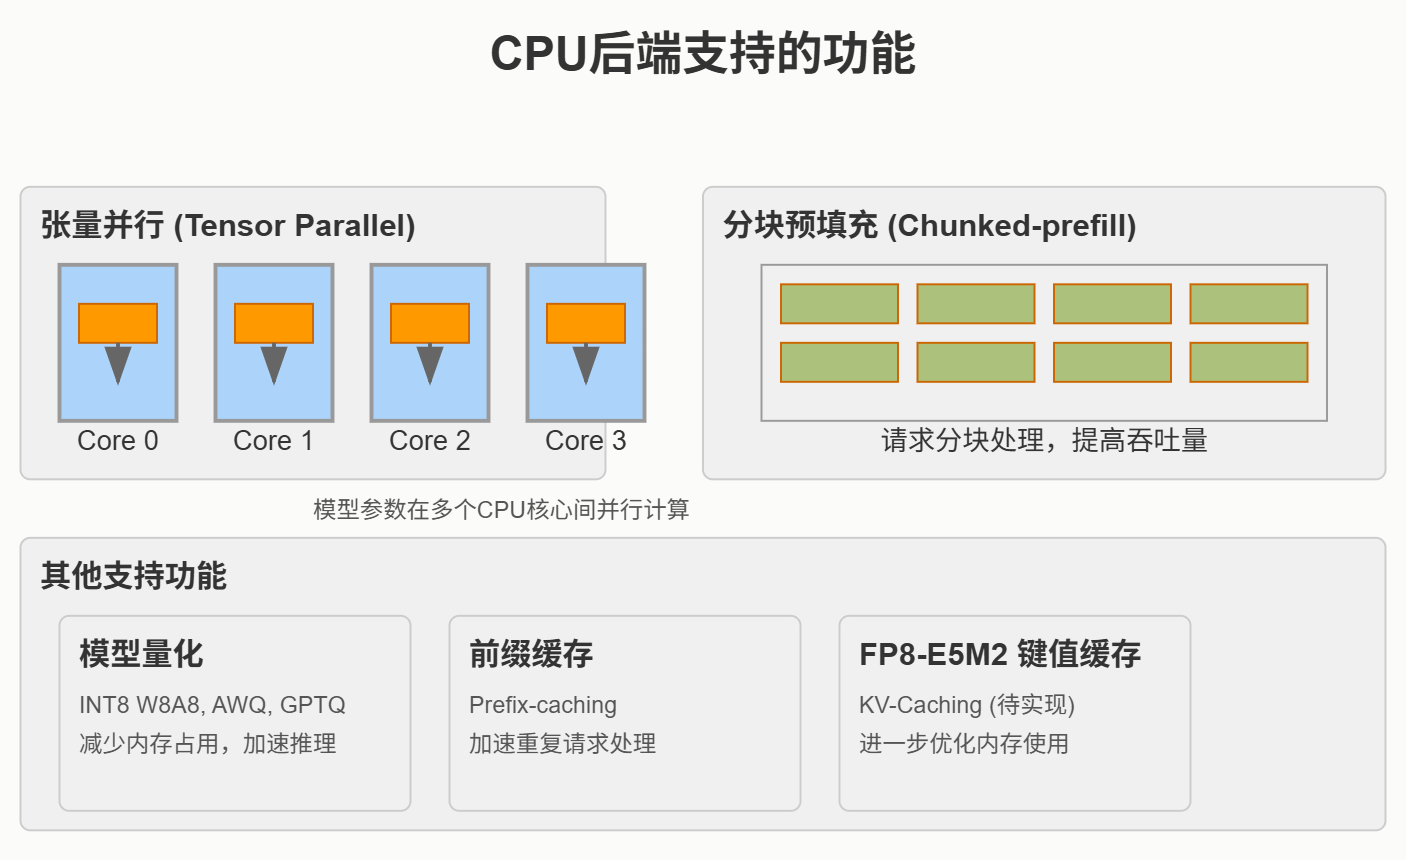 CPU后端支持的功能
张量并行 (Tensor Parallel)
Core 0
Core 1
Core 2
Core 3
模型参数在多个CPU核心间并行计算
分块预填充 (Chunked-prefill)
请求分块处理，提高吞吐量
其他支持功能
模型量化
INT8 W8A8, AWQ, GPTQ
减少内存占用，加速推理
前缀缓存
Prefix-caching
加速重复请求处理
FP8-E5M2 键值缓存
KV-Caching (待实现)
进一步优化内存使用